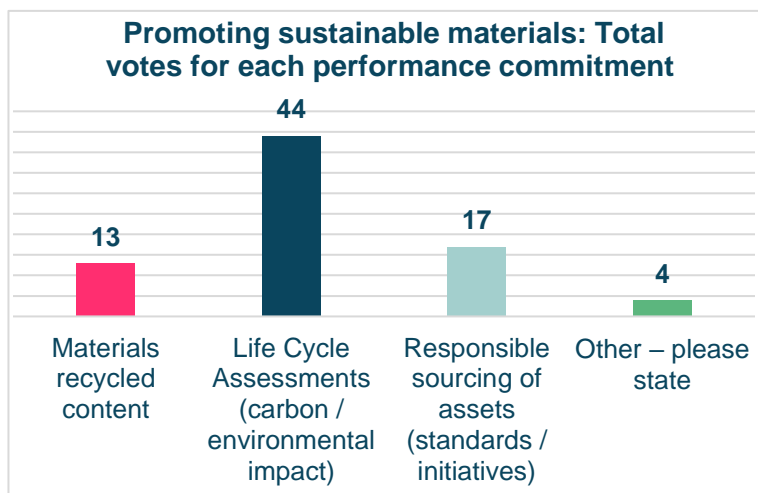 Promoting sustainable materials: Total
votes for each performance commitment
44
13
17
4
Materials
recycled
content
Life Cycle
Assessments
(carbon /
environmental
impact)
Responsible
sourcing of
assets
(standards /
initiatives)
Other – please
state